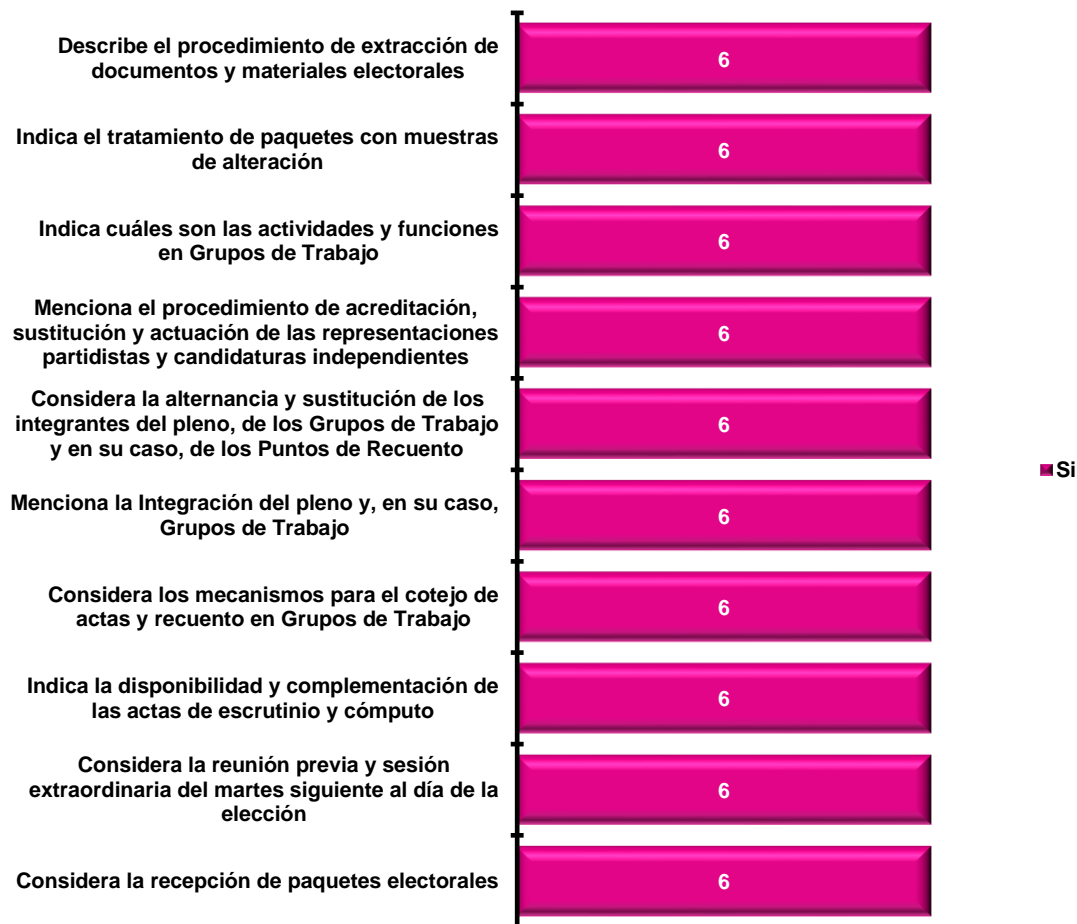 Describe el procedimiento de extracción de
documentos y materiales electorales
6
Indica el tratamiento de paquetes con muestras
de alteración
6
Indica cuáles son las actividades y funciones
en Grupos de Trabajo
6
Menciona el procedimiento de acreditación,
sustitución y actuación de las representaciones
partidistas y candidaturas independientes
6
Considera la alternancia y sustitución de los
integrantes del pleno, de los Grupos de Trabajo
y en su caso, de los Puntos de Recuento
6
Si
Menciona la Integración del pleno y, en su caso,
Grupos de Trabajo
6
Considera los mecanismos para el cotejo de
actas y recuento en Grupos de Trabajo
6
Indica la disponibilidad y complementación de
las actas de escrutinio y cómputo
6
Considera la reunión previa y sesión
extraordinaria del martes siguiente al día de la
elección
6
Considera la recepción de paquetes electorales
6